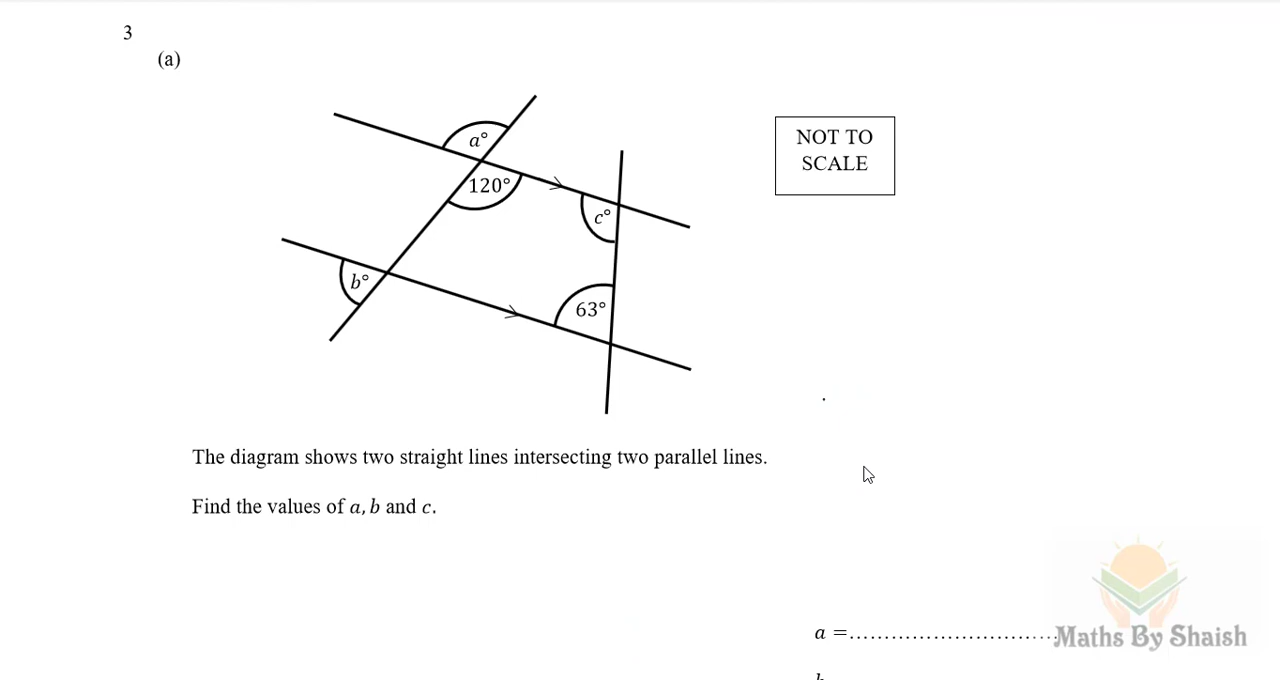 3
(a)
a°
NOT TO
SCALE
120°
c°
b°
63°
The diagram shows two straight lines intersecting two parallel lines.
Find the values of a, b and c.
a =..............................
Maths By Shaish